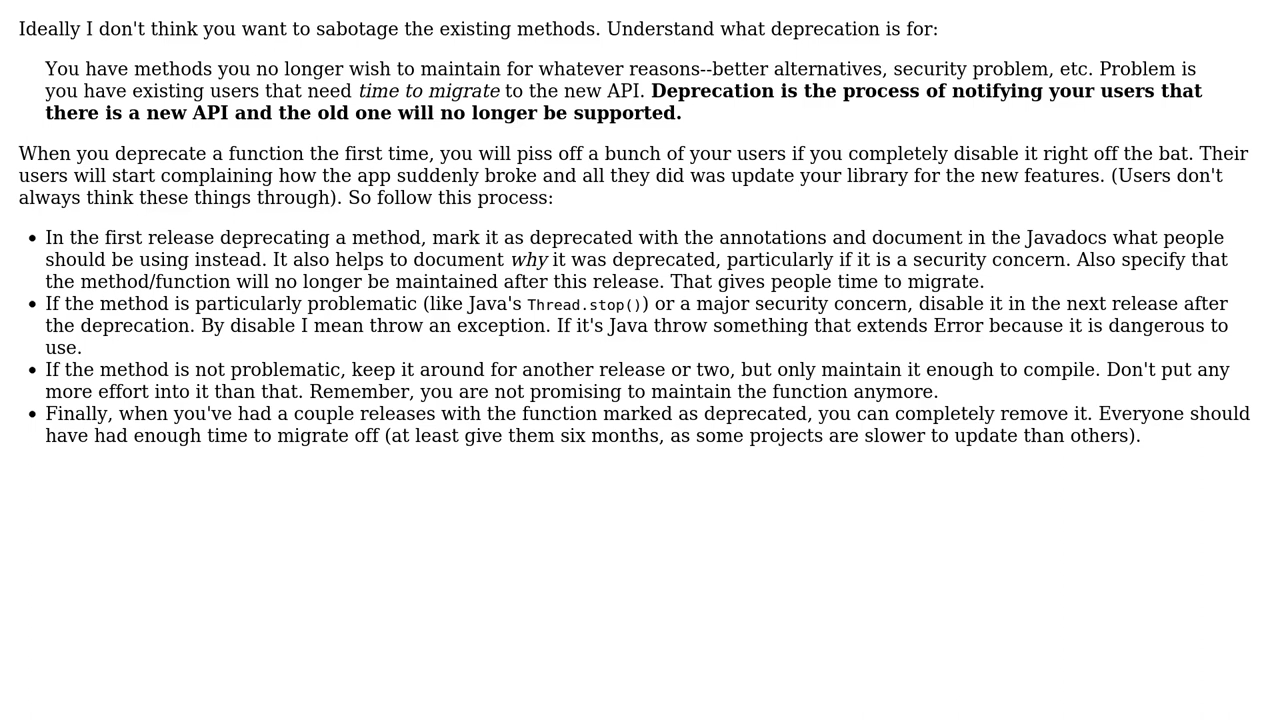 Ideally I don't think you want to sabotage the existing methods. Understand what deprecation is for:
You have methods you no longer wish to maintain for whatever reasons--better alternatives, security problem, etc. Problem is
you have existing users that need time to migrate to the new API. Deprecation is the process of notifying your users that
there is a new API and the old one will no longer be supported.
When you deprecate a function the first time, you will piss off a bunch of your users if you completely disable it right off the bat. Their
users will start complaining how the app suddenly broke and all they did was update your library for the new features. (Users don't
always think these things through). So follow this process:
• In the first release deprecating a method, mark it as deprecated with the annotations and document in the Javadocs what people
should be using instead. It also helps to document why it was deprecated, particularly if it is a security concern. Also specify that
the method/function will no longer be maintained after this release. That gives people time to migrate.
• If the method is particularly problematic (like Java's Thread.stop()) or a major security concern, disable it in the next release after
the deprecation. By disable I mean throw an exception. If it's Java throw something that extends Error because it is dangerous to
use.
• If the method is not problematic, keep it around for another release or two, but only maintain it enough to compile. Don't put any
more effort into it than that. Remember, you are not promising to maintain the function anymore.
• Finally, when you've had a couple releases with the function marked as deprecated, you can completely remove it. Everyone should
have had enough time to migrate off (at least give them six months, as some projects are slower to update than others).